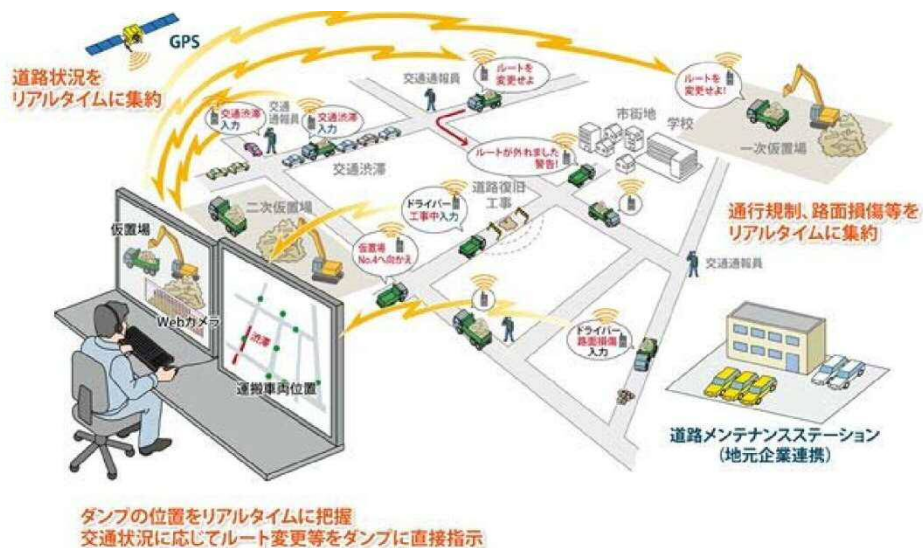 GPS
道路状況を
リアルタイムに集約
交通渋滞
入力
交通
通報員
交通渋滞
入力
交通渋滞
交通通報員
ルートを
変更せよ
ルートを
変更せよ!
市街地
学校
一次仮置場
ルートが外れました
警告!
道路復旧
工事
ドライバー
工事中入力
二次仮置場
仮置場
No.4へ向かえ
通行規制、路面損傷等を
リアルタイムに集約
交通通報員
仮置場
Webカメラ
渋滞
運搬車両位置
ドライバー
路面損傷
入力
道路メンテナンスステーション
(地元企業連携)
ダンプの位置をリアルタイムに把握
交通状況に応じてルート変更等をダンプに直接指示